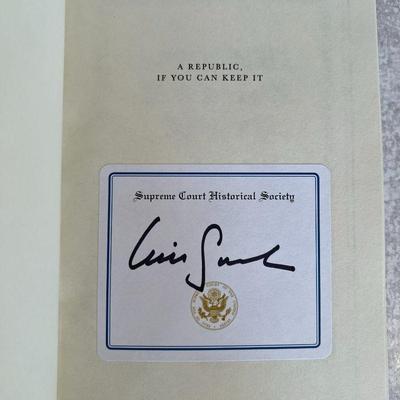 A REPUBLIC,
IF YOU CAN KEEP IT
Supreme Court Historical Society